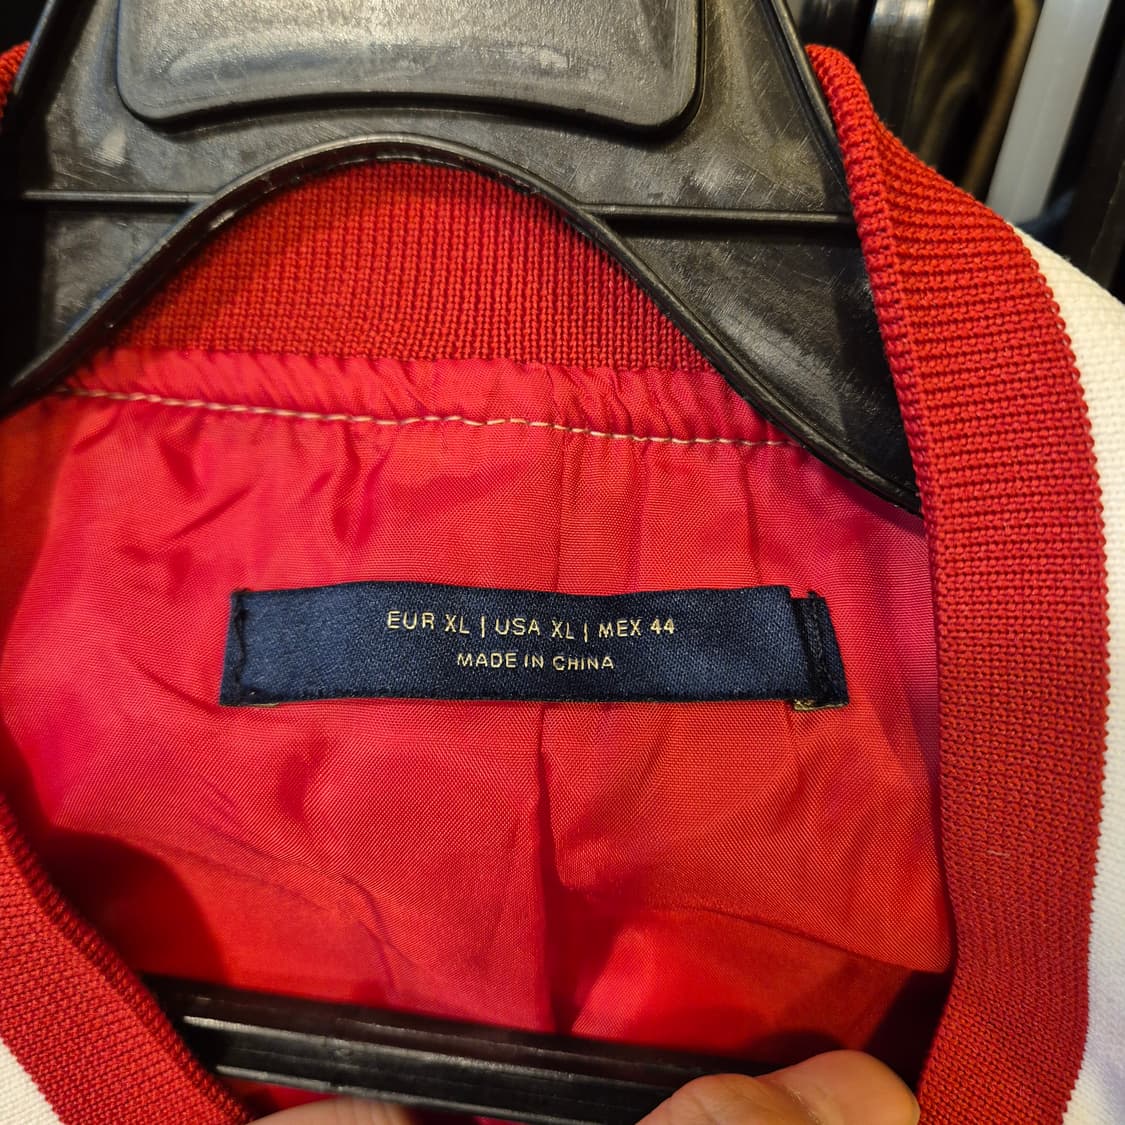 EUR XL | USA XL | MEX 44
MADE IN CHINA